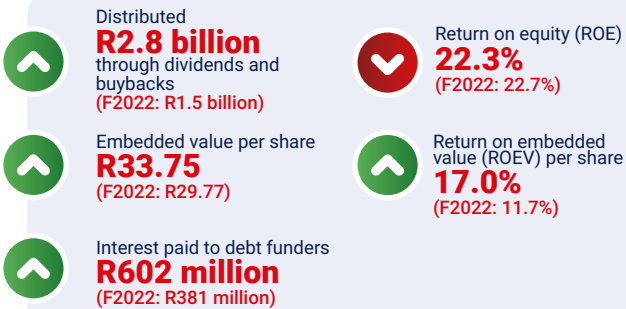 Distributed
R2.8 billion
through dividends and
buybacks
(F2022: R1.5 billion)
Return on equity (ROE)
22.3%
(F2022: 22.7%)
Embedded value per share
R33.75
(F2022: R29.77)
Return on embedded
value (ROEV) per share
17.0%
(F2022: 11.7%)
Interest paid to debt funders
R602 million
(F2022: R381 million)